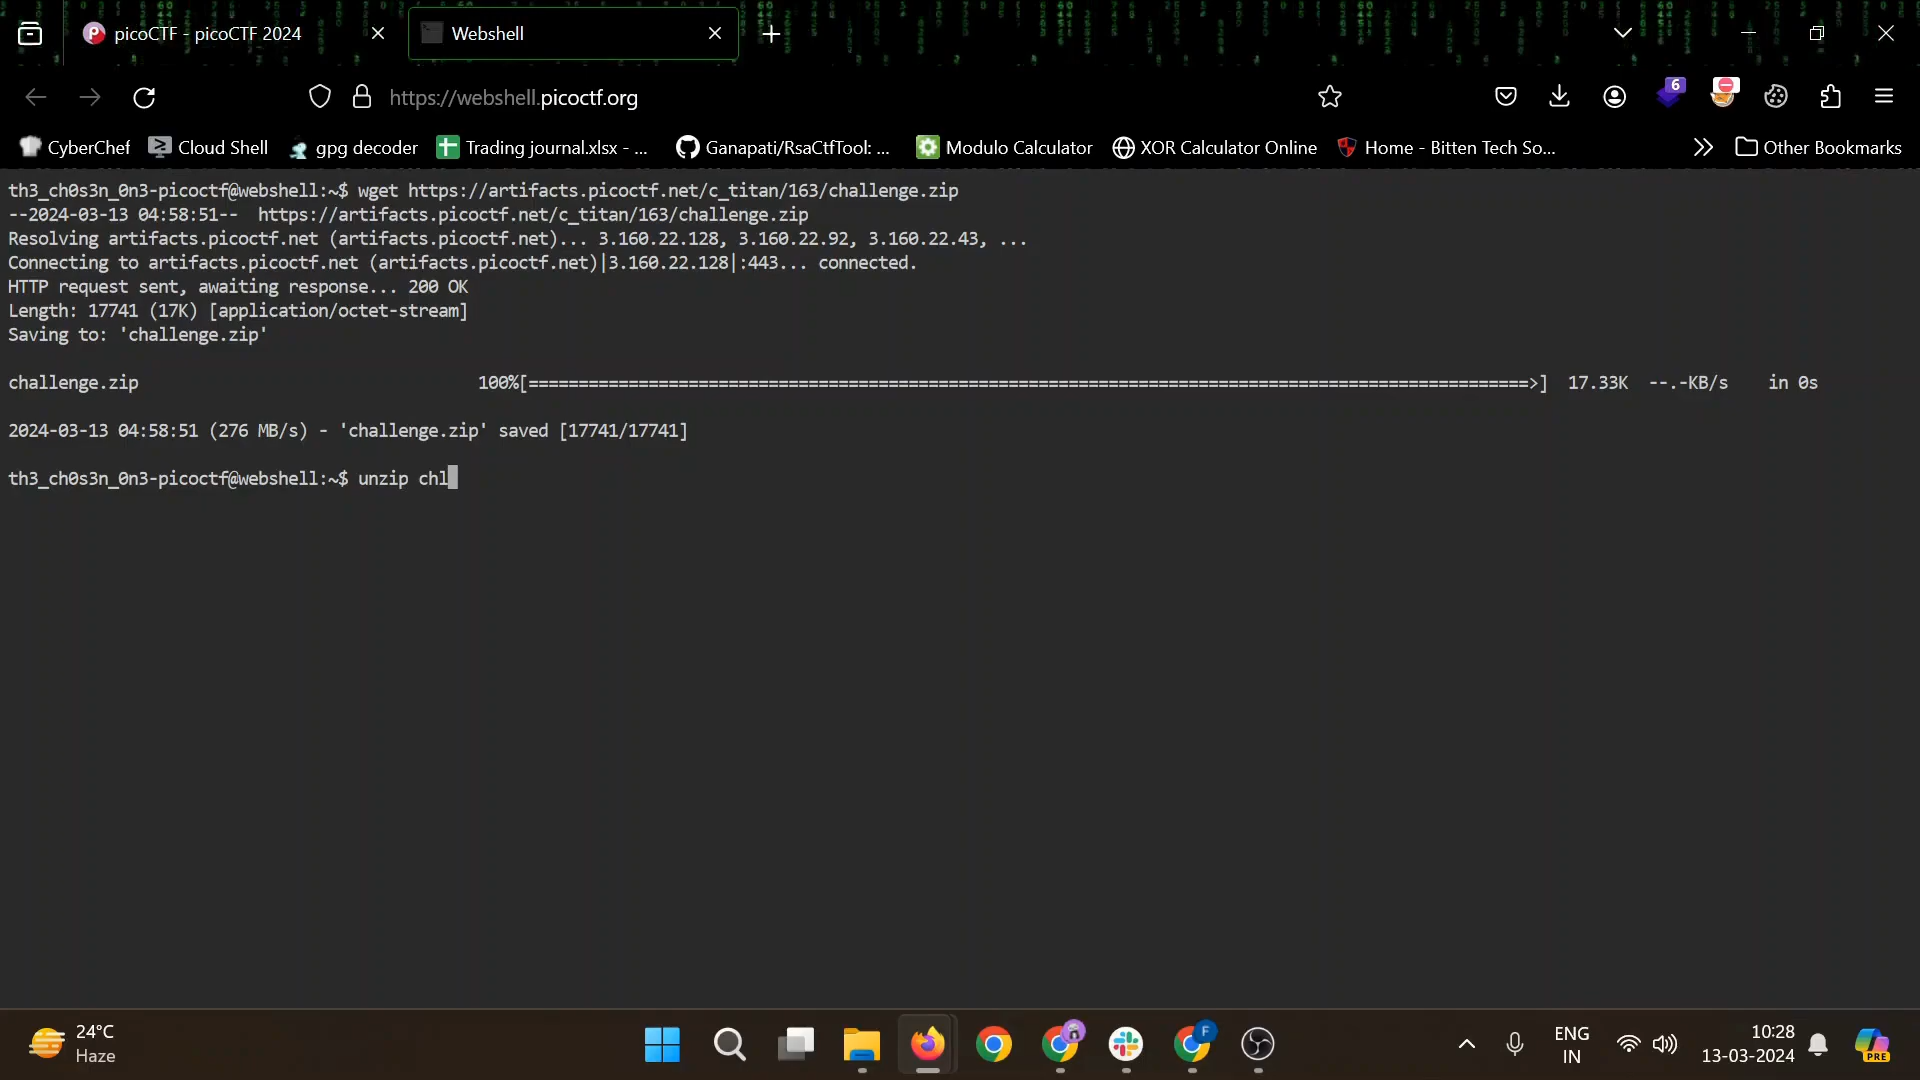 picoCTF - picoCTF 2024
Webshell
https://webshell.picoctf.org
6
CyberChef
Cloud Shell
gpg decoder
Trading journal.xlsx - ...
Ganapati/RsaCtfTool: ...
Modulo Calculator
XOR Calculator Online
Home - Bitten Tech So...
Other Bookmarks
th3_ch0s3n_0n3-picoctf@webshell:~$ wget https://artifacts.picoctf.net/c_titan/163/challenge.zip
--2024-03-13 04:58:51--  https://artifacts.picoctf.net/c_titan/163/challenge.zip
Resolving artifacts.picoctf.net (artifacts.picoctf.net)... 3.160.22.128, 3.160.22.92, 3.160.22.43, ...
Connecting to artifacts.picoctf.net (artifacts.picoctf.net)|3.160.22.128|:443... connected.
HTTP request sent, awaiting response... 200 OK
Length: 17741 (17K) [application/octet-stream]
Saving to: 'challenge.zip'
challenge.zip 100%[====================================================================================================>] 17.33K --.-KB/s in 0s
2024-03-13 04:58:51 (276 MB/s) - 'challenge.zip' saved [17741/17741]
th3_ch0s3n_0n3-picoctf@webshell:~$ unzip chl
24°C
Haze
F
ENG
IN
10:28
13-03-2024
PRE